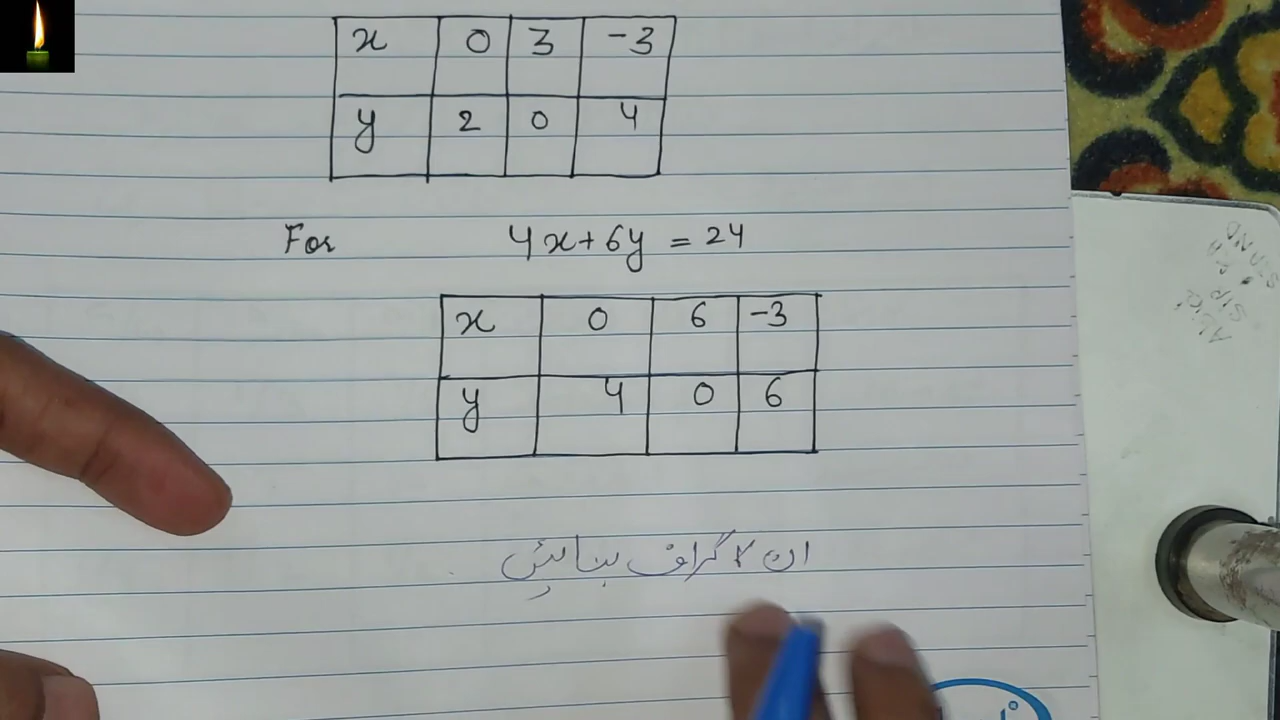 x 0 3 -3
y 2 0 4
For 4x+6y = 24
x 0 6 -3
y 4 0 6
ان کا گراف بنائیں